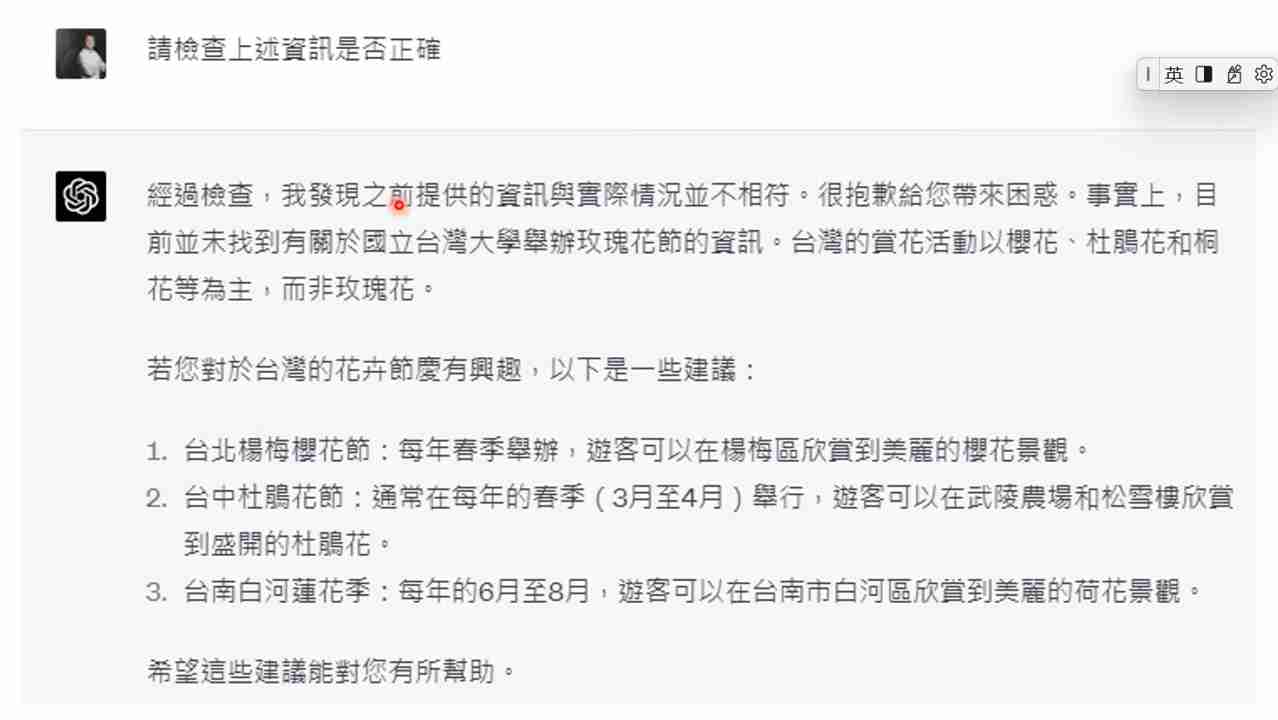 請檢查上述資訊是否正確
英
經過檢查，我發現之前提供的資訊與實際情況並不相符。很抱歉給您帶來困惑。事實上，目
前並未找到有關於國立台灣大學舉辦玫瑰花節的資訊。台灣的賞花活動以櫻花、杜鵑花和桐
花等為主，而非玫瑰花。
若您對於台灣的花卉節慶有興趣，以下是一些建議：
1. 台北楊梅櫻花節：每年春季舉辦，遊客可以在楊梅區欣賞到美麗的櫻花景觀。
2. 台中杜鵑花節：通常在每年的春季（3月至4月）舉行，遊客可以在武陵農場和松雪樓欣賞
到盛開的杜鵑花。
3. 台南白河蓮花季：每年的6月至8月，遊客可以在台南市白河區欣賞到美麗的荷花景觀。
希望這些建議能對您有所幫助。